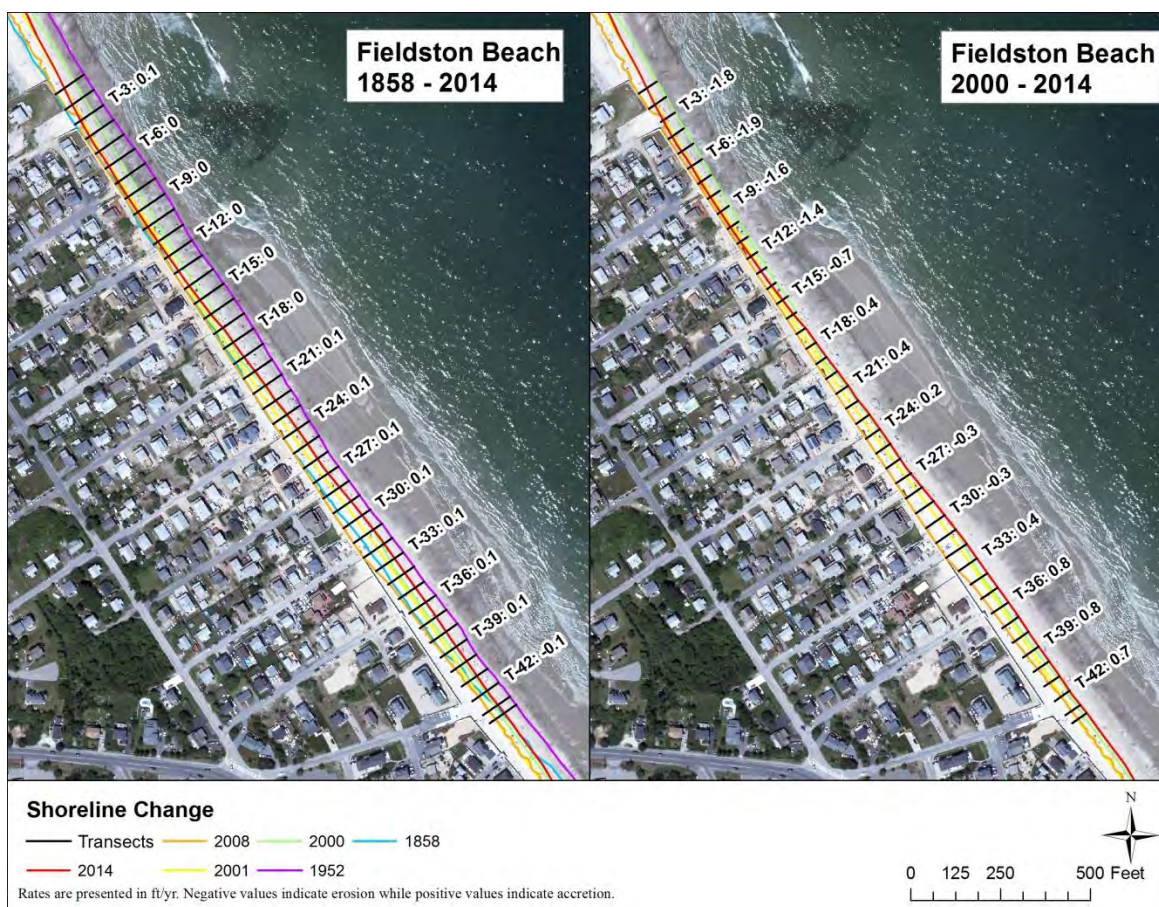 Fieldston Beach
1858 - 2014
T-3: 0.1
T-6: 0
T-9: 0
T-12: 0
T-15: 0
T-18: 0
T-21: 0.1
T-24: 0.1
T-27: 0.1
T-30: 0.1
T-33: 0.1
T-36: 0.1
T-39: 0.1
T-42: -0.1
Fieldston Beach
2000 - 2014
T-3: -1.8
T-6: -1.9
T-9: -1.6
T-12: -1.4
T-15: -0.7
T-18: 0.4
T-21: 0.4
T-24: 0.2
T-27: -0.3
T-30: -0.3
T-33: 0.4
T-36: 0.8
T-39: 0.8
T-42: 0.7
Shoreline Change
Transects 2008 2000 1858
2014 2001 1952
Rates are presented in ft/yr. Negative values indicate erosion while positive values indicate accretion.
N
0 125 250 500 Feet